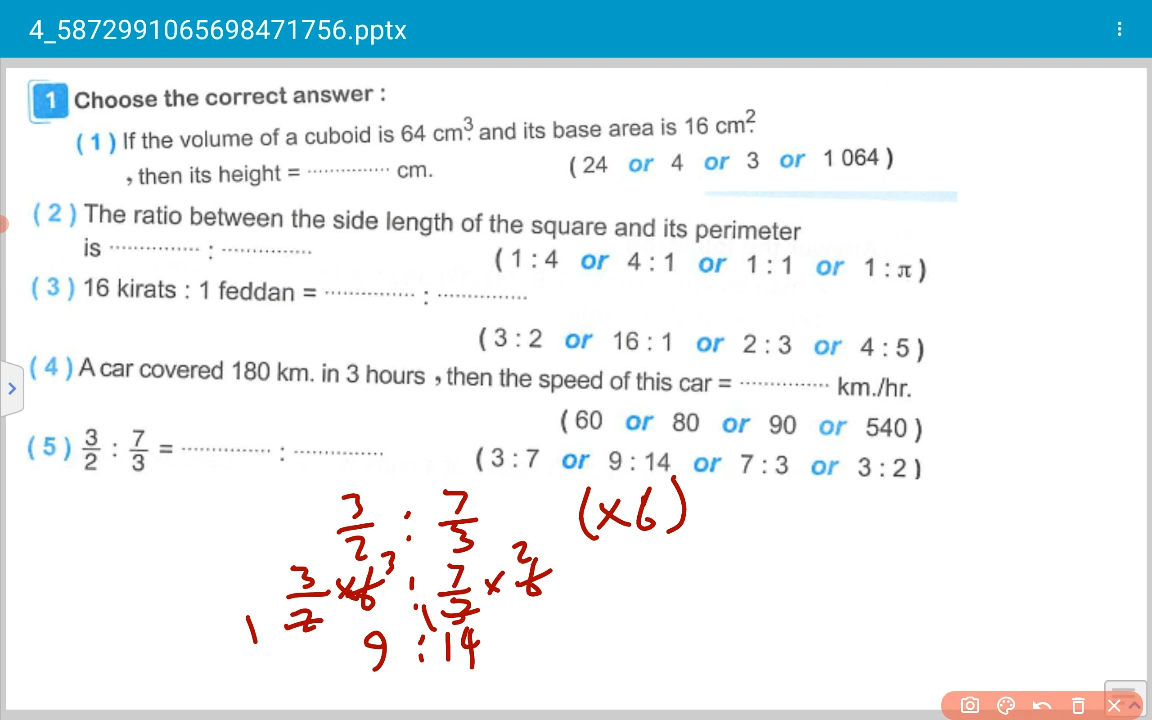 4_5872991065698471756.pptx
1 Choose the correct answer :
( 1 ) If the volume of a cuboid is 64 cm³. and its base area is 16 cm².
, then its height = ·············· cm. ( 24 or 4 or 3 or 1 064 )
( 2 ) The ratio between the side length of the square and its perimeter
is ·············· : ·············· ( 1 : 4 or 4 : 1 or 1 : 1 or 1 : π )
( 3 ) 16 kirats : 1 feddan = ·············· : ··············
( 3 : 2 or 16 : 1 or 2 : 3 or 4 : 5 )
( 4 ) A car covered 180 km. in 3 hours , then the speed of this car = ·············· km./hr.
( 60 or 80 or 90 or 540 )
( 5 ) 3/2 : 7/3 = ·············· : ·············· ( 3 : 7 or 9 : 14 or 7 : 3 or 3 : 2 )
3/2 : 7/3 (×6)
1 3/2 × 6 3 : 1 7/3 × 6 2
9 : 14